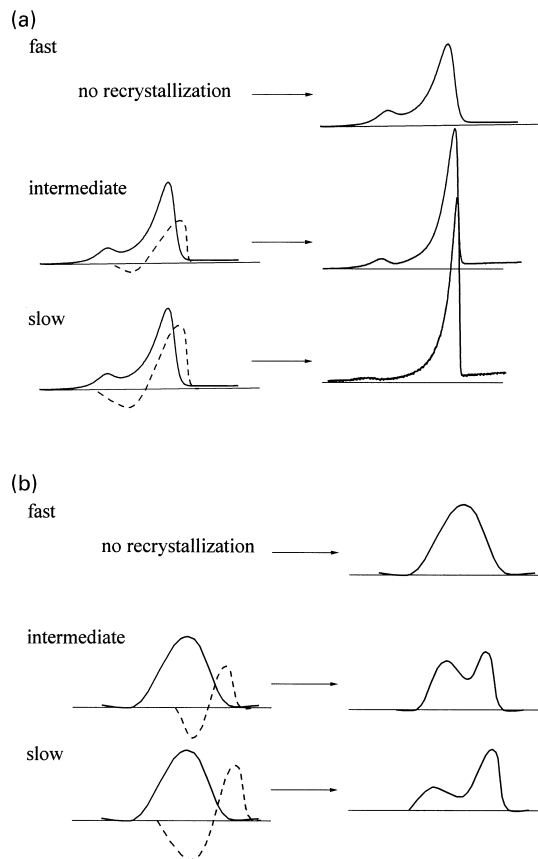 (a)
fast
no recrystallization
intermediate
slow
(b)
fast
no recrystallization
intermediate
slow